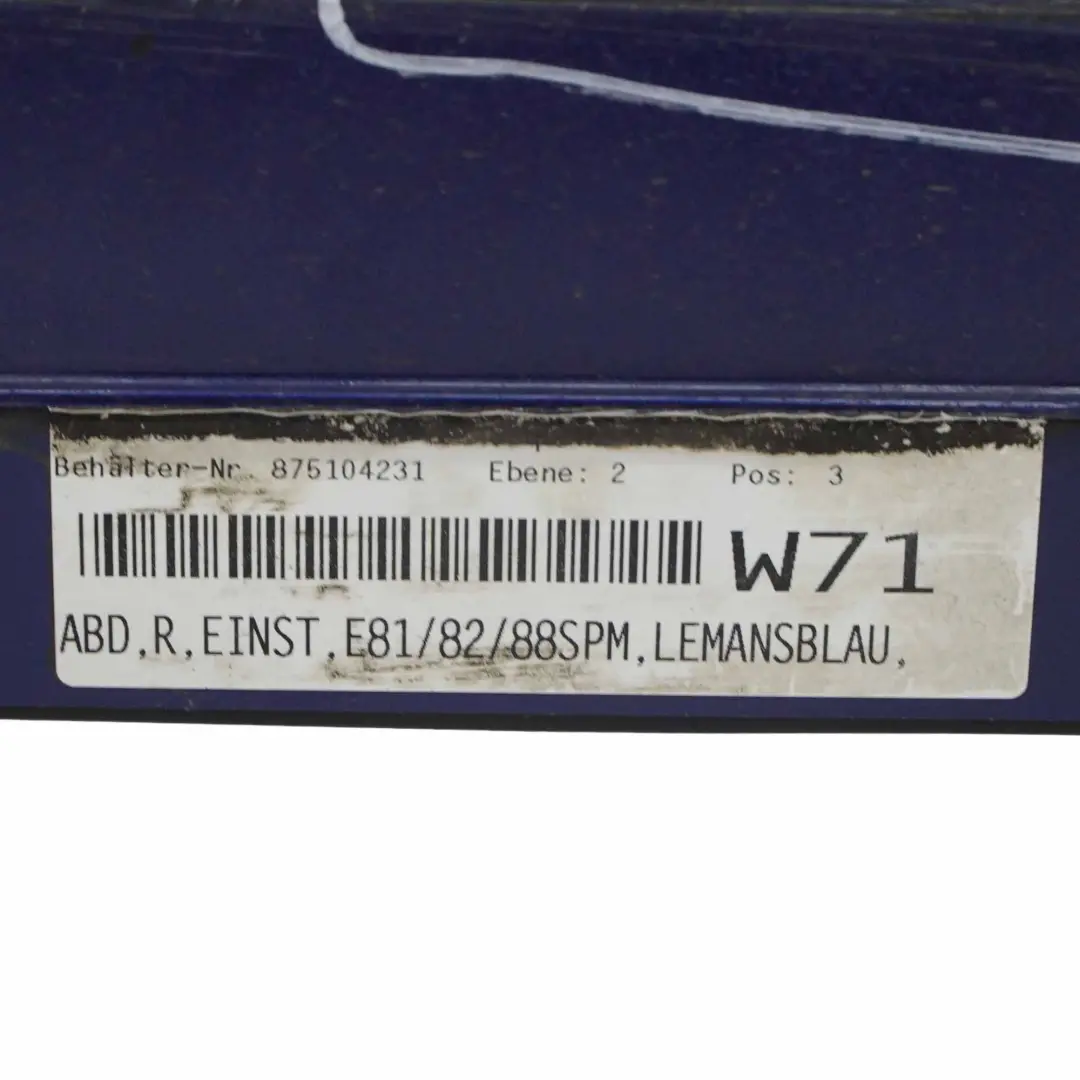 Behälter-Nr. 875104231 Ebene: 2 Pos: 3
W71
ABD,R,EINST,E81/82/88SPM,LEMANSBLAU,